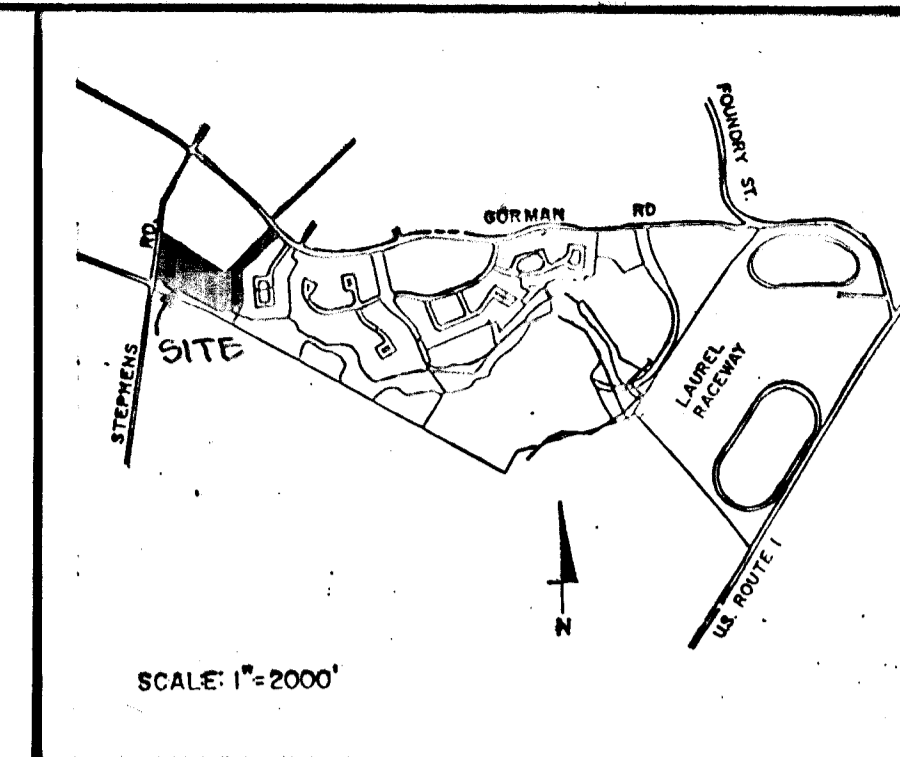 FOUNDRY ST.
GORMAN RD
RD.
SITE
STEPHENS
LAUREL
RACEWAY
U.S. ROUTE 1
N
SCALE: 1"=2000'